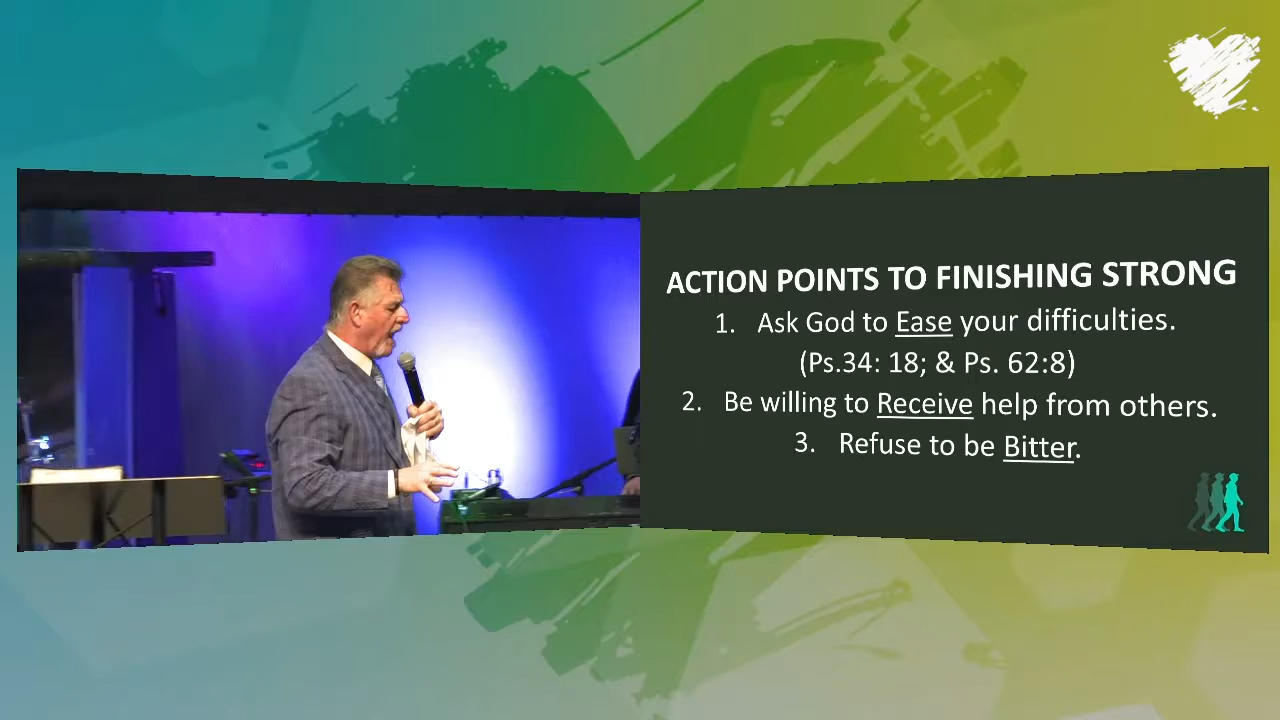 ACTION POINTS TO FINISHING STRONG
1. Ask God to Ease your difficulties.
(Ps.34: 18; & Ps. 62:8)
2. Be willing to Receive help from others.
3. Refuse to be Bitter.